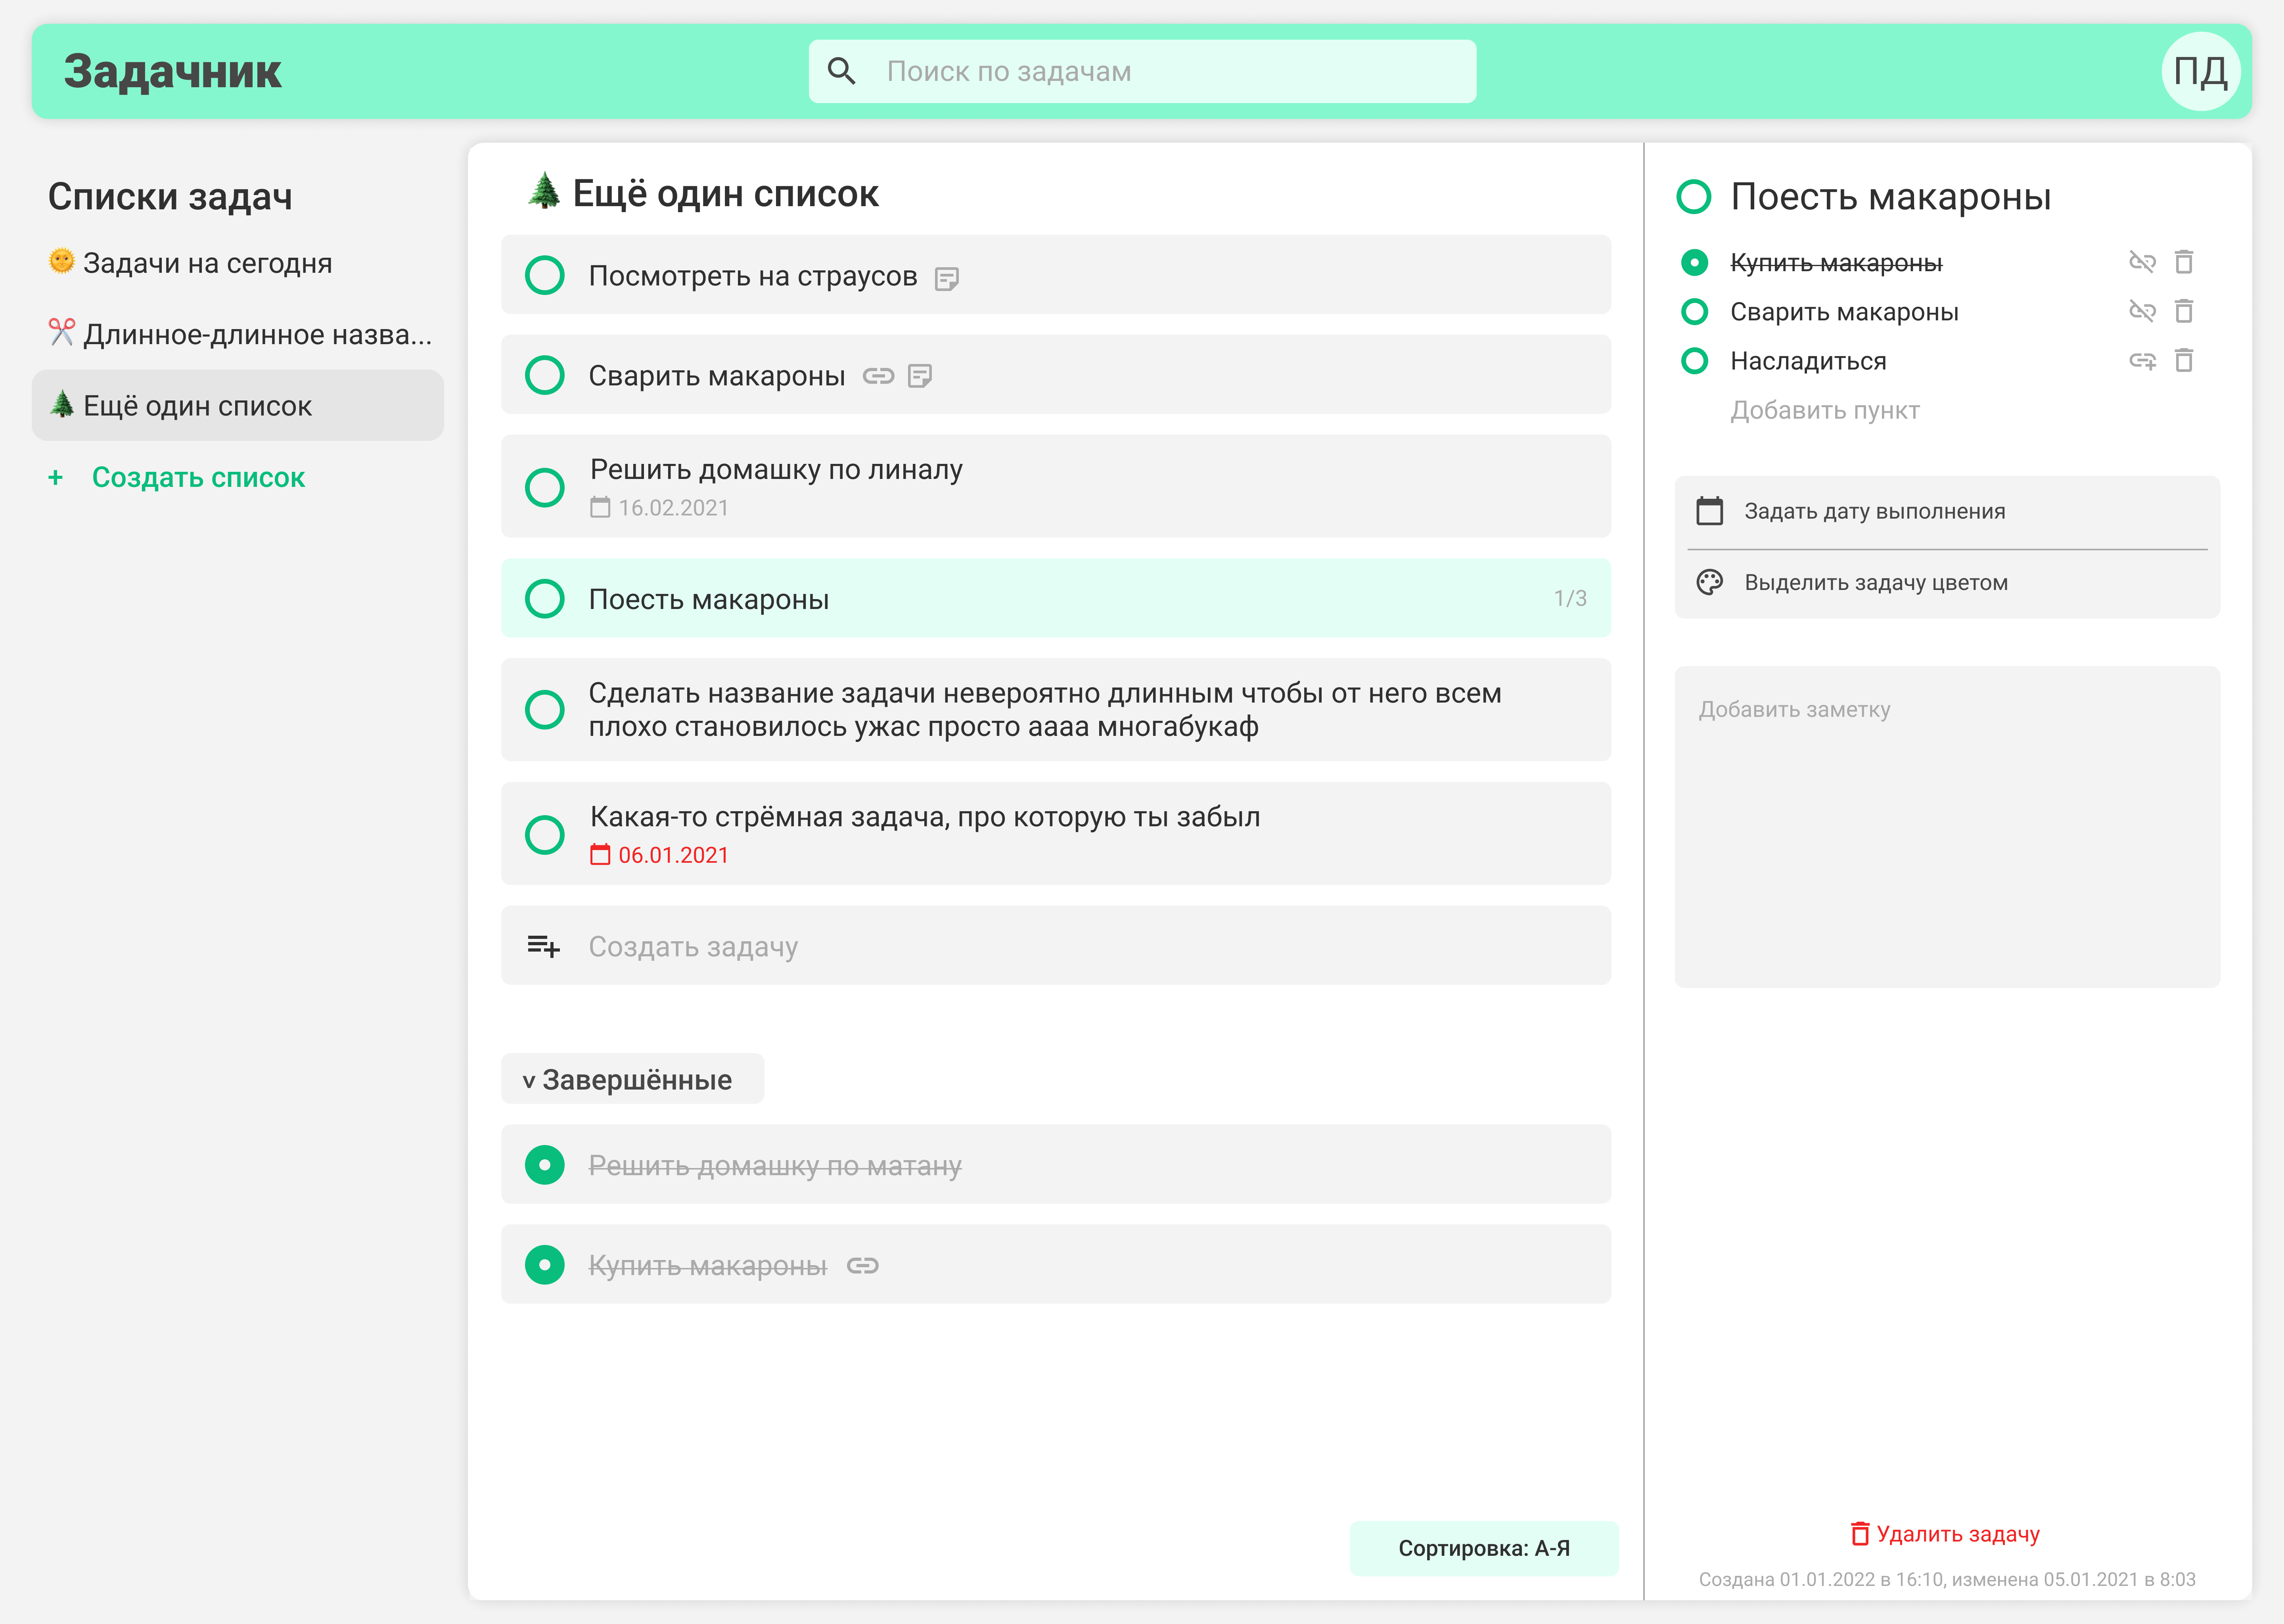 Задачник
Поиск по задачам
ПД
Списки задач
Задачи на сегодня
Длинное-длинное назва...
Ещё один список
+ Создать список
Ещё один список
Посмотреть на страусов
Сварить макароны
Решить домашку по линалу
16.02.2021
Поесть макароны
1/3
Сделать название задачи невероятно длинным чтобы от него всем
плохо становилось ужас просто аааа многабукаф
Какая-то стрёмная задача, про которую ты забыл
06.01.2021
Создать задачу
v Завершённые
Решить домашку по матану
Купить макароны
Сортировка: А-Я
Поесть макароны
Купить макароны
Сварить макароны
Насладиться
Добавить пункт
Задать дату выполнения
Выделить задачу цветом
Добавить заметку
Удалить задачу
Создана 01.01.2022 в 16:10, изменена 05.01.2021 в 8:03